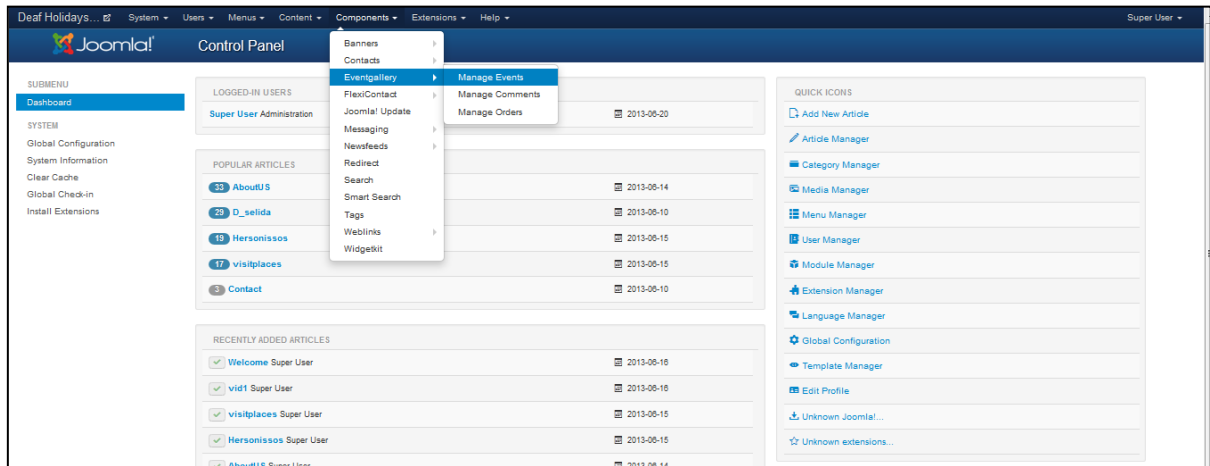 Deaf Holidays... System Users Menus Content Components Extensions Help Super User
Joomla!
Control Panel
Banners
Contacts
Eventgallery
FlexiContact
Joomla! Update
Messaging
Newsfeeds
Redirect
Search
Smart Search
Tags
Weblinks
Widgetkit
Manage Events
Manage Comments
Manage Orders
SUBMENU
Dashboard
SYSTEM
Global Configuration
System Information
Clear Cache
Global Check-in
Install Extensions
LOGGED-IN USERS
Super User Administration 2013-06-20
POPULAR ARTICLES
33 AboutUS 2013-06-14
29 D_selida 2013-06-10
19 Hersonissos 2013-06-15
17 visitplaces 2013-06-15
3 Contact 2013-06-10
RECENTLY ADDED ARTICLES
Welcome Super User 2013-06-16
vid1 Super User 2013-06-16
visitplaces Super User 2013-06-15
Hersonissos Super User 2013-06-15
AboutUS Super User 2013-06-14
QUICK ICONS
Add New Article
Article Manager
Category Manager
Media Manager
Menu Manager
User Manager
Module Manager
Extension Manager
Language Manager
Global Configuration
Template Manager
Edit Profile
Unknown Joomla!...
Unknown extensions...